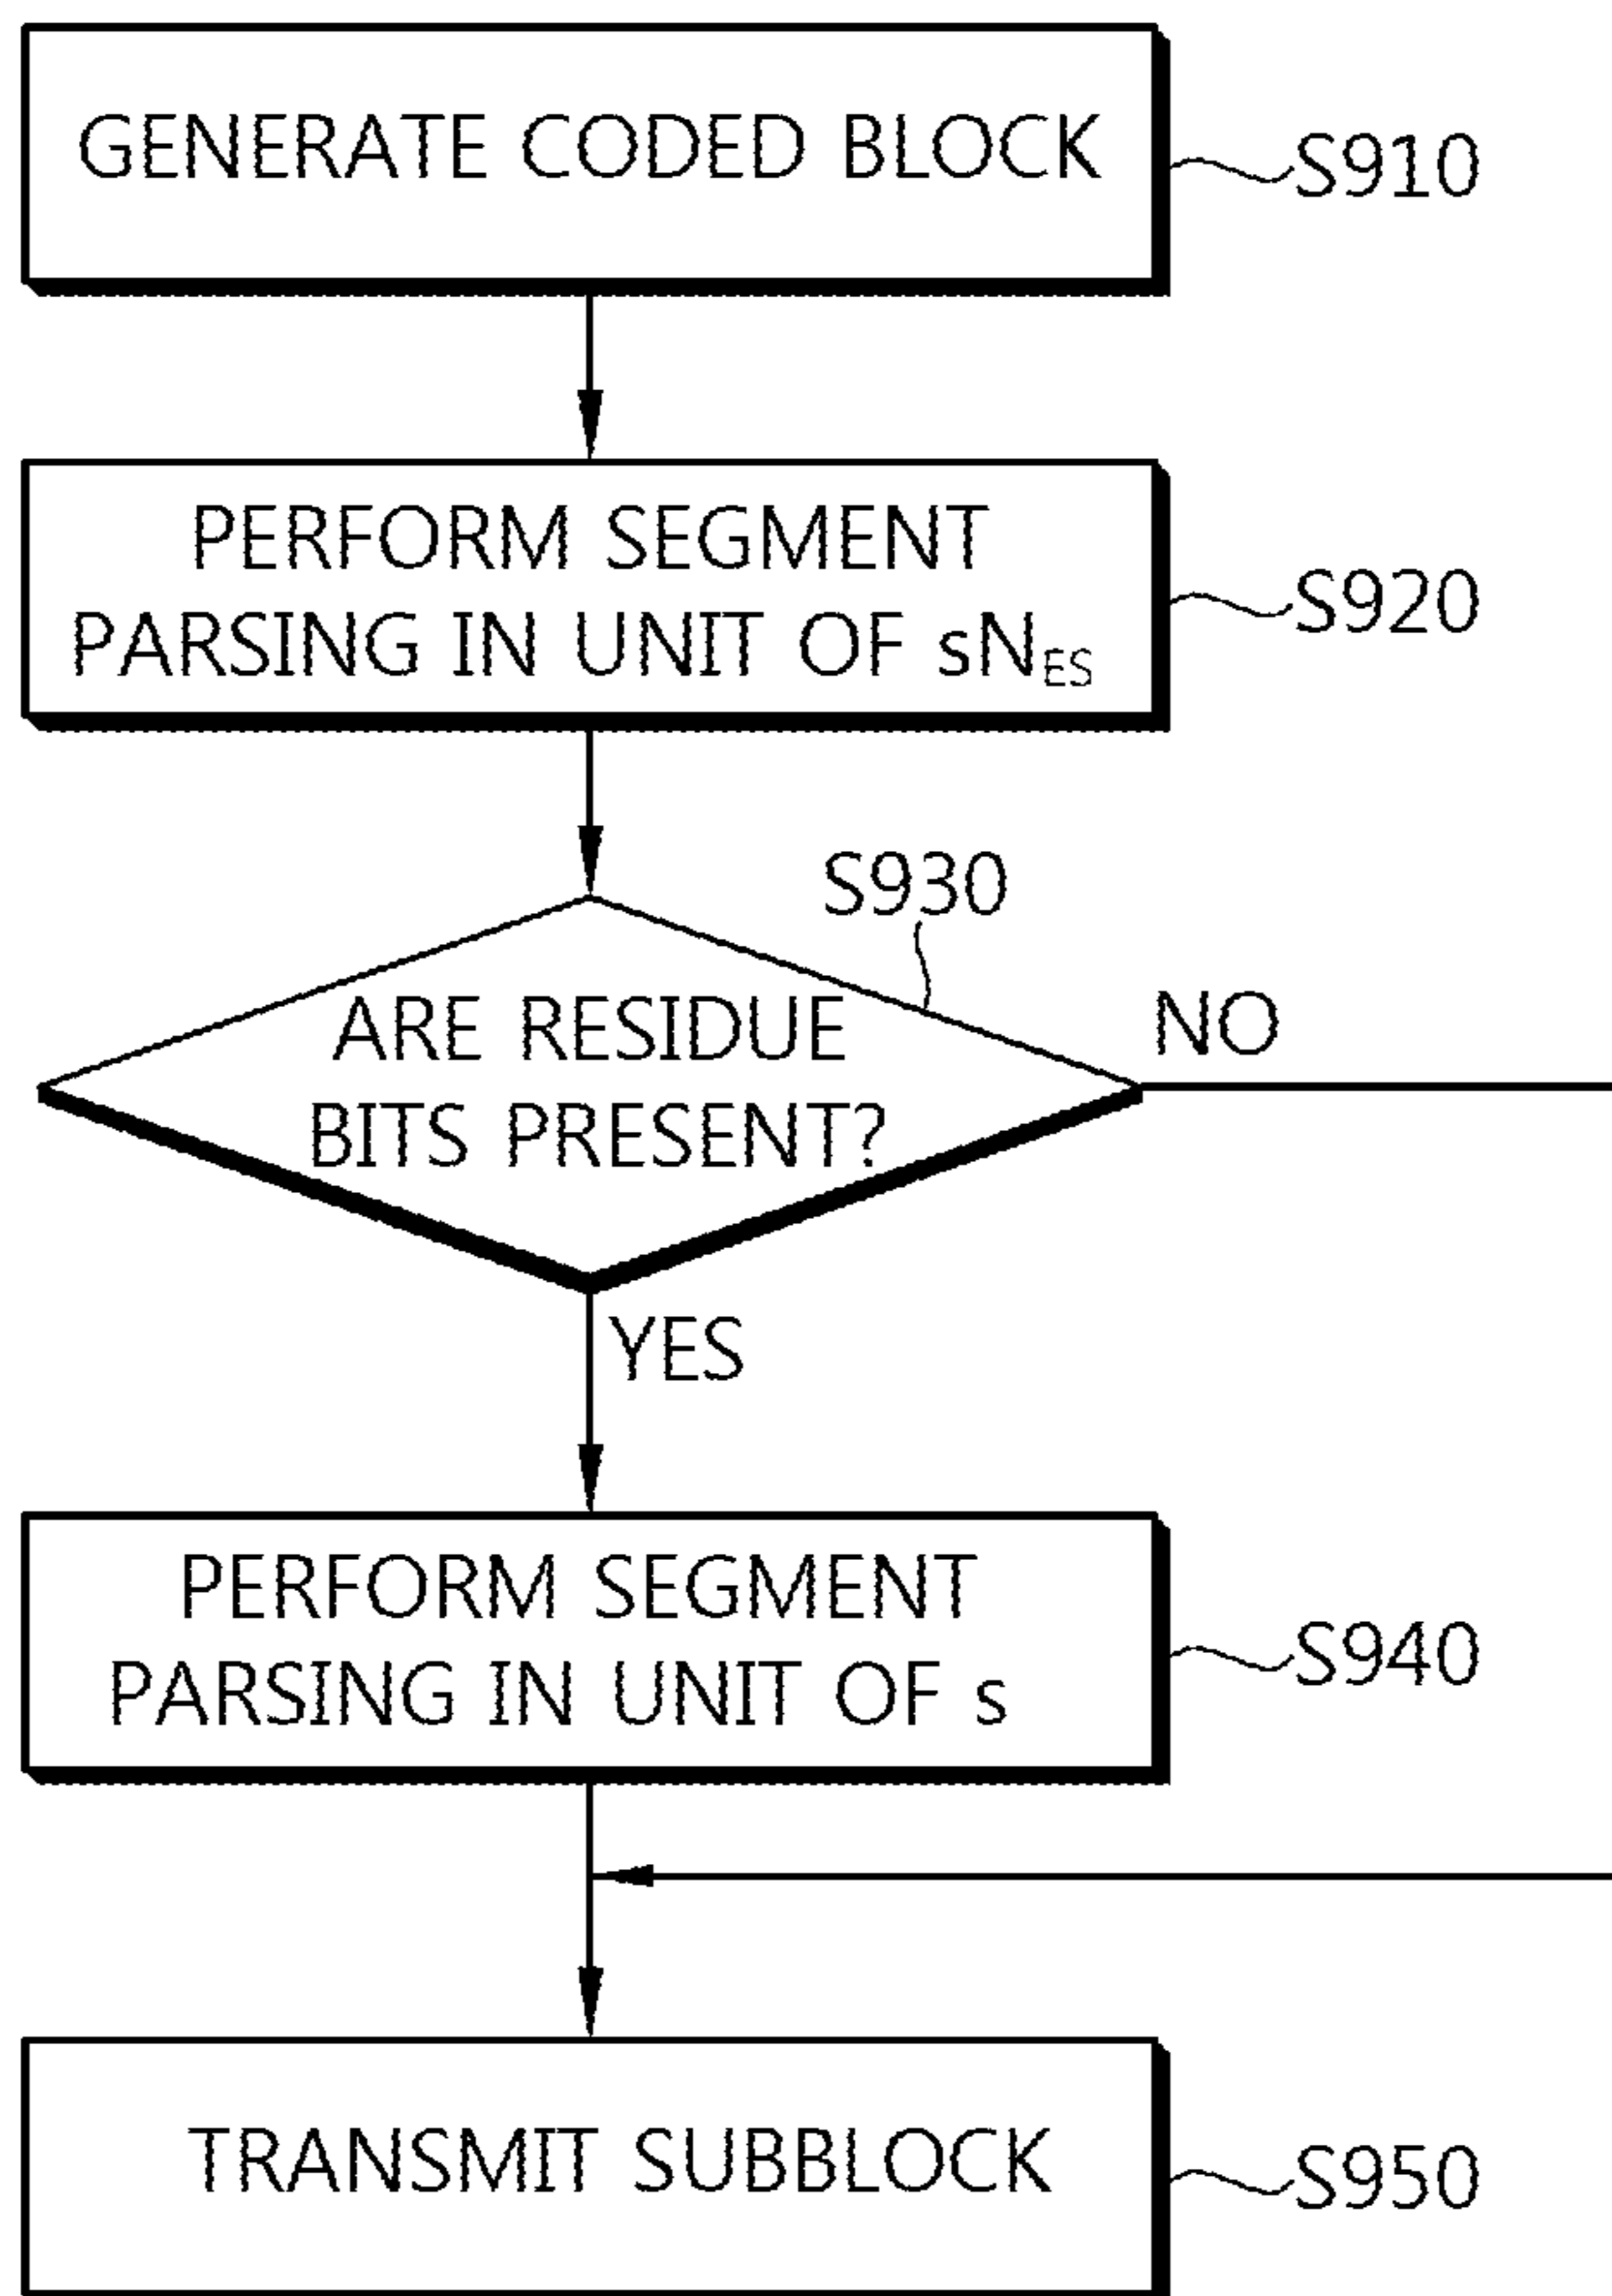 GENERATE CODED BLOCK
S910
PERFORM SEGMENT
PARSING IN UNIT OF sN_ES
S920
S930
ARE RESIDUE
BITS PRESENT?
NO
YES
PERFORM SEGMENT
PARSING IN UNIT OF s
S940
TRANSMIT SUBBLOCK
S950